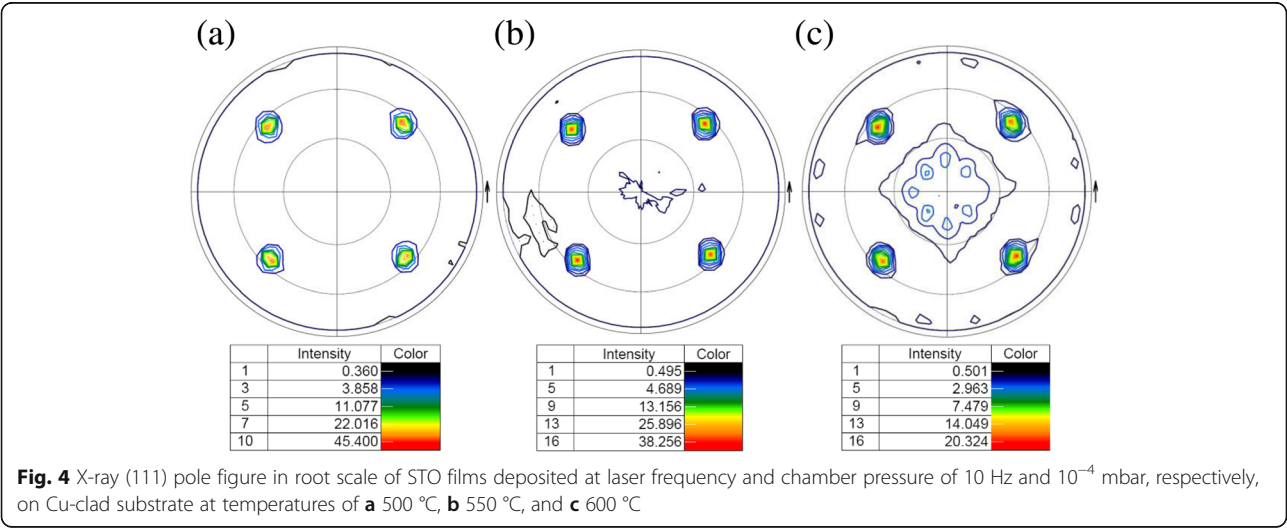 (a) (b) (c)
Intensity Color
1 0.360
3 3.858
5 11.077
7 22.016
10 45.400
Intensity Color
1 0.495
5 4.689
9 13.156
13 25.896
16 38.256
Intensity Color
1 0.501
5 2.963
9 7.479
13 14.049
16 20.324
Fig. 4 X-ray (111) pole figure in root scale of STO films deposited at laser frequency and chamber pressure of 10 Hz and 10⁻⁴ mbar, respectively,
on Cu-clad substrate at temperatures of a 500 °C, b 550 °C, and c 600 °C